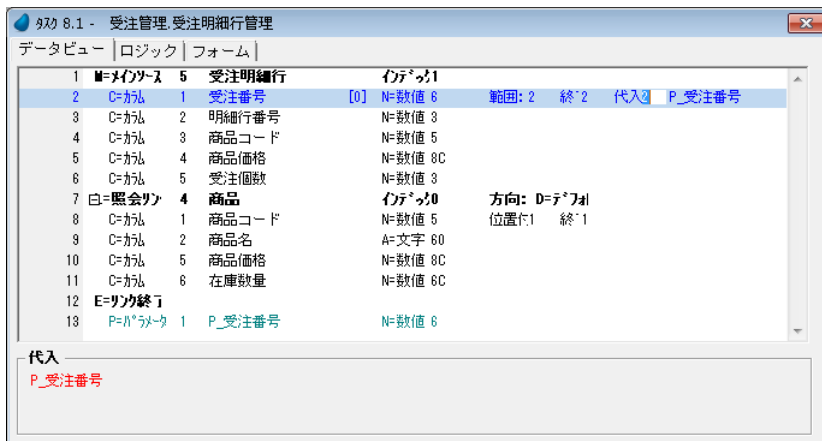 ﾀｽｸ 8.1 - 受注管理.受注明細行管理
データビュー ロジック フォーム
1 M=ﾒｲﾝｿｰｽ 5 受注明細行 ｲﾝﾃﾞｯｸ1
2 C=ｶﾗﾑ 1 受注番号 [0] N=数値 6 範囲: 2 終 2 代入 2 P_受注番号
3 C=ｶﾗﾑ 2 明細行番号 N=数値 3
4 C=ｶﾗﾑ 3 商品コード N=数値 5
5 C=ｶﾗﾑ 4 商品価格 N=数値 8C
6 C=ｶﾗﾑ 5 受注個数 N=数値 3
7 =照会ﾘﾝ 4 商品 ｲﾝﾃﾞｯ 0 方向: D=ﾃﾞﾌｫﾙ
8 C=ｶﾗﾑ 1 商品コード N=数値 5 位置付 1 終 1
9 C=ｶﾗﾑ 2 商品名 A=文字 60
10 C=ｶﾗﾑ 5 商品価格 N=数値 8C
11 C=ｶﾗﾑ 6 在庫数量 N=数値 6C
12 E=ﾘﾝｸ終了
13 P=ﾊﾟﾗﾒｰﾀ 1 P_受注番号 N=数値 6
代入
P_受注番号